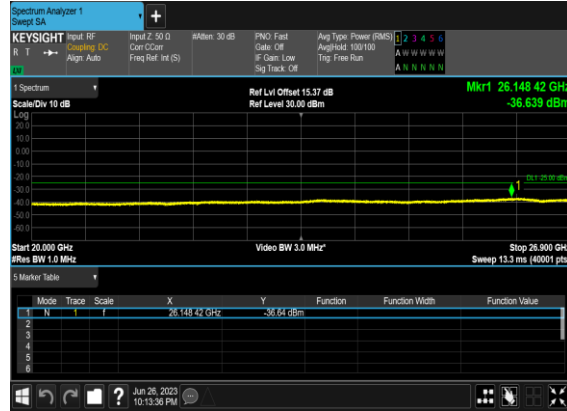 Spectrum Analyzer 1
Swept SA
+
KEYSIGHT Input: RF Input Z: 50 Ω #Atten: 30 dB PNO: Fast Avg Type: Power (RMS) 1 2 3 4 5 6
R T Coupling: DC Corr CCorr Gate: Off Avg|Hold: 100/100 A W W W W W
Align: Auto Freq Ref: Int (S) IF Gain: Low Trig: Free Run
Sig Track: Off A N N N N N
1 Spectrum
Ref Lvl Offset 15.37 dB Mkr1 26.148 42 GHz
Scale/Div 10 dB Ref Level 30.00 dBm -36.639 dBm
Log
20.0
10.0
0.00
-10.0
-20.0
DL1 -25.00 dBm
-30.0
1
-40.0
-50.0
-60.0
Start 20.000 GHz Video BW 3.0 MHz* Stop 26.900 GHz
#Res BW 1.0 MHz Sweep 13.3 ms (40001 pts)
5 Marker Table
Mode Trace Scale X Y Function Function Width Function Value
1 N 1 f 26.148 42 GHz -36.64 dBm
2
3
4
5
6
? Jun 26, 2023
10:13:36 PM